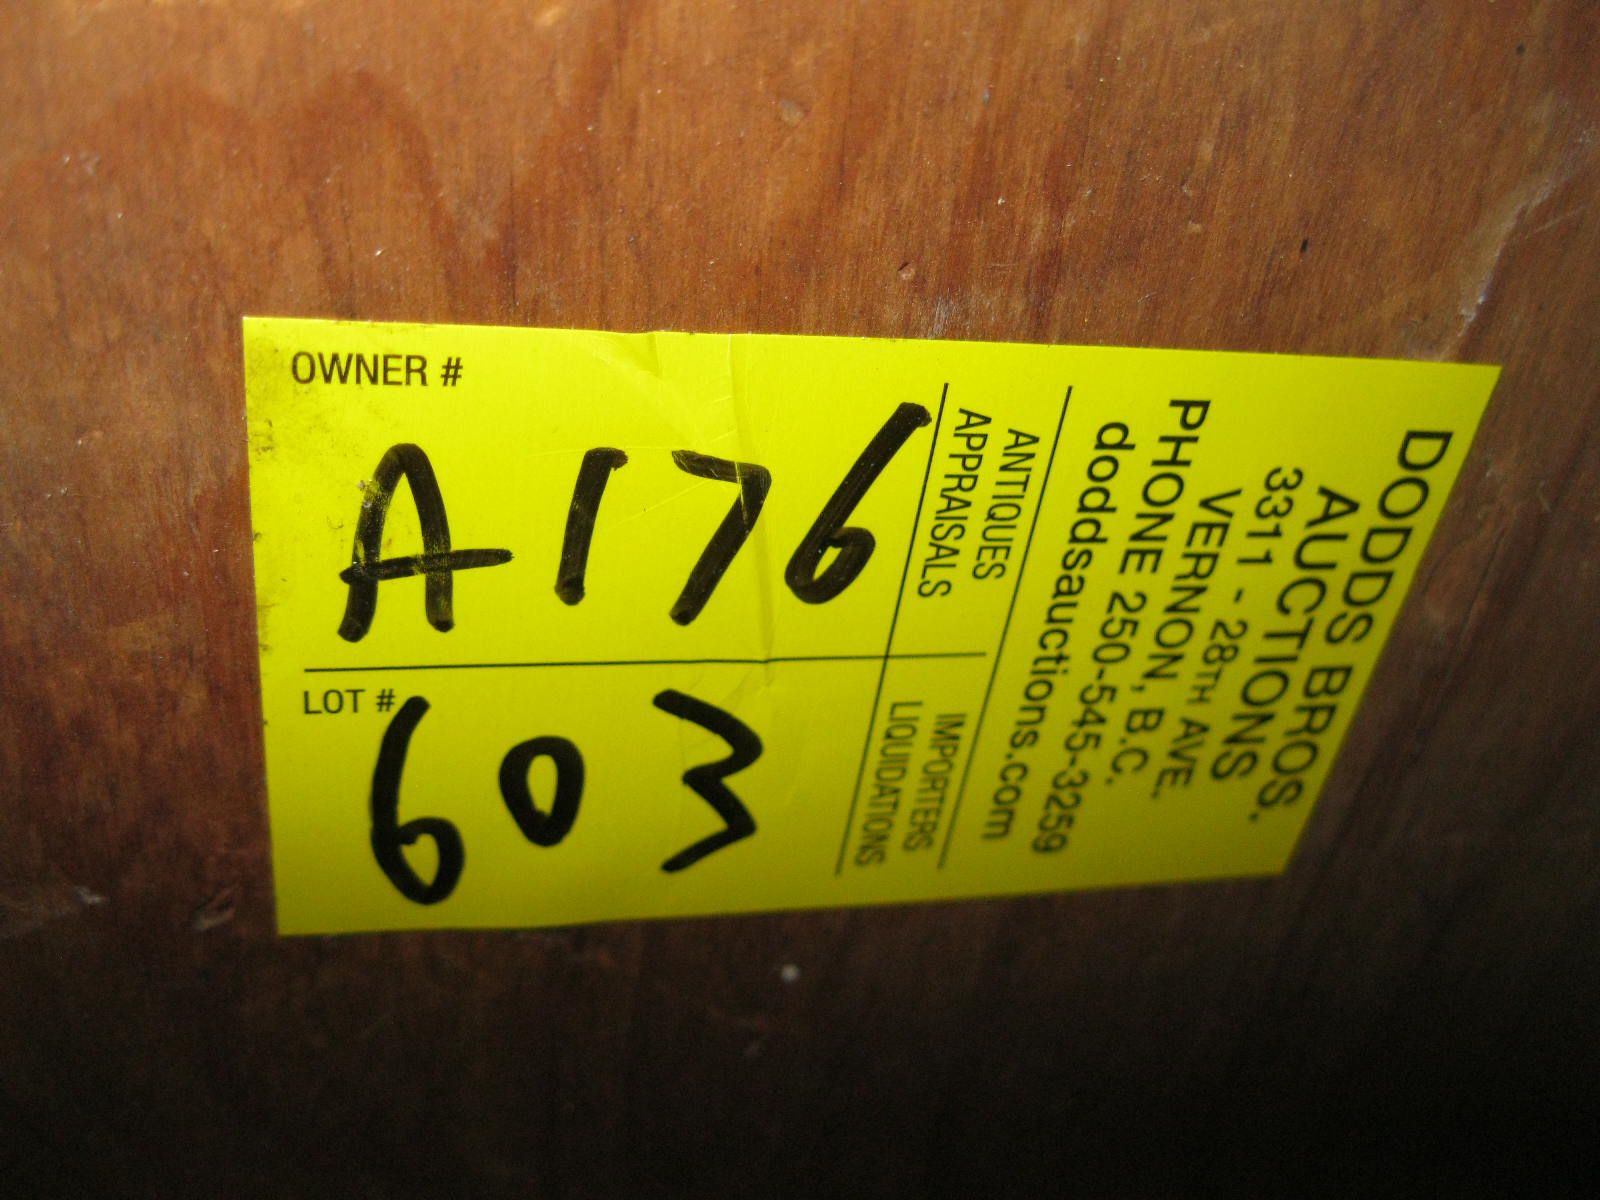 OWNER #
A176
LOT #
603
DODDS BROS.
AUCTIONS
3311 - 28TH AVE.
VERNON, B.C.
PHONE 250-545-3259
doddsauctions.com
ANTIQUES
APPRAISALS
IMPORTERS
LIQUIDATIONS